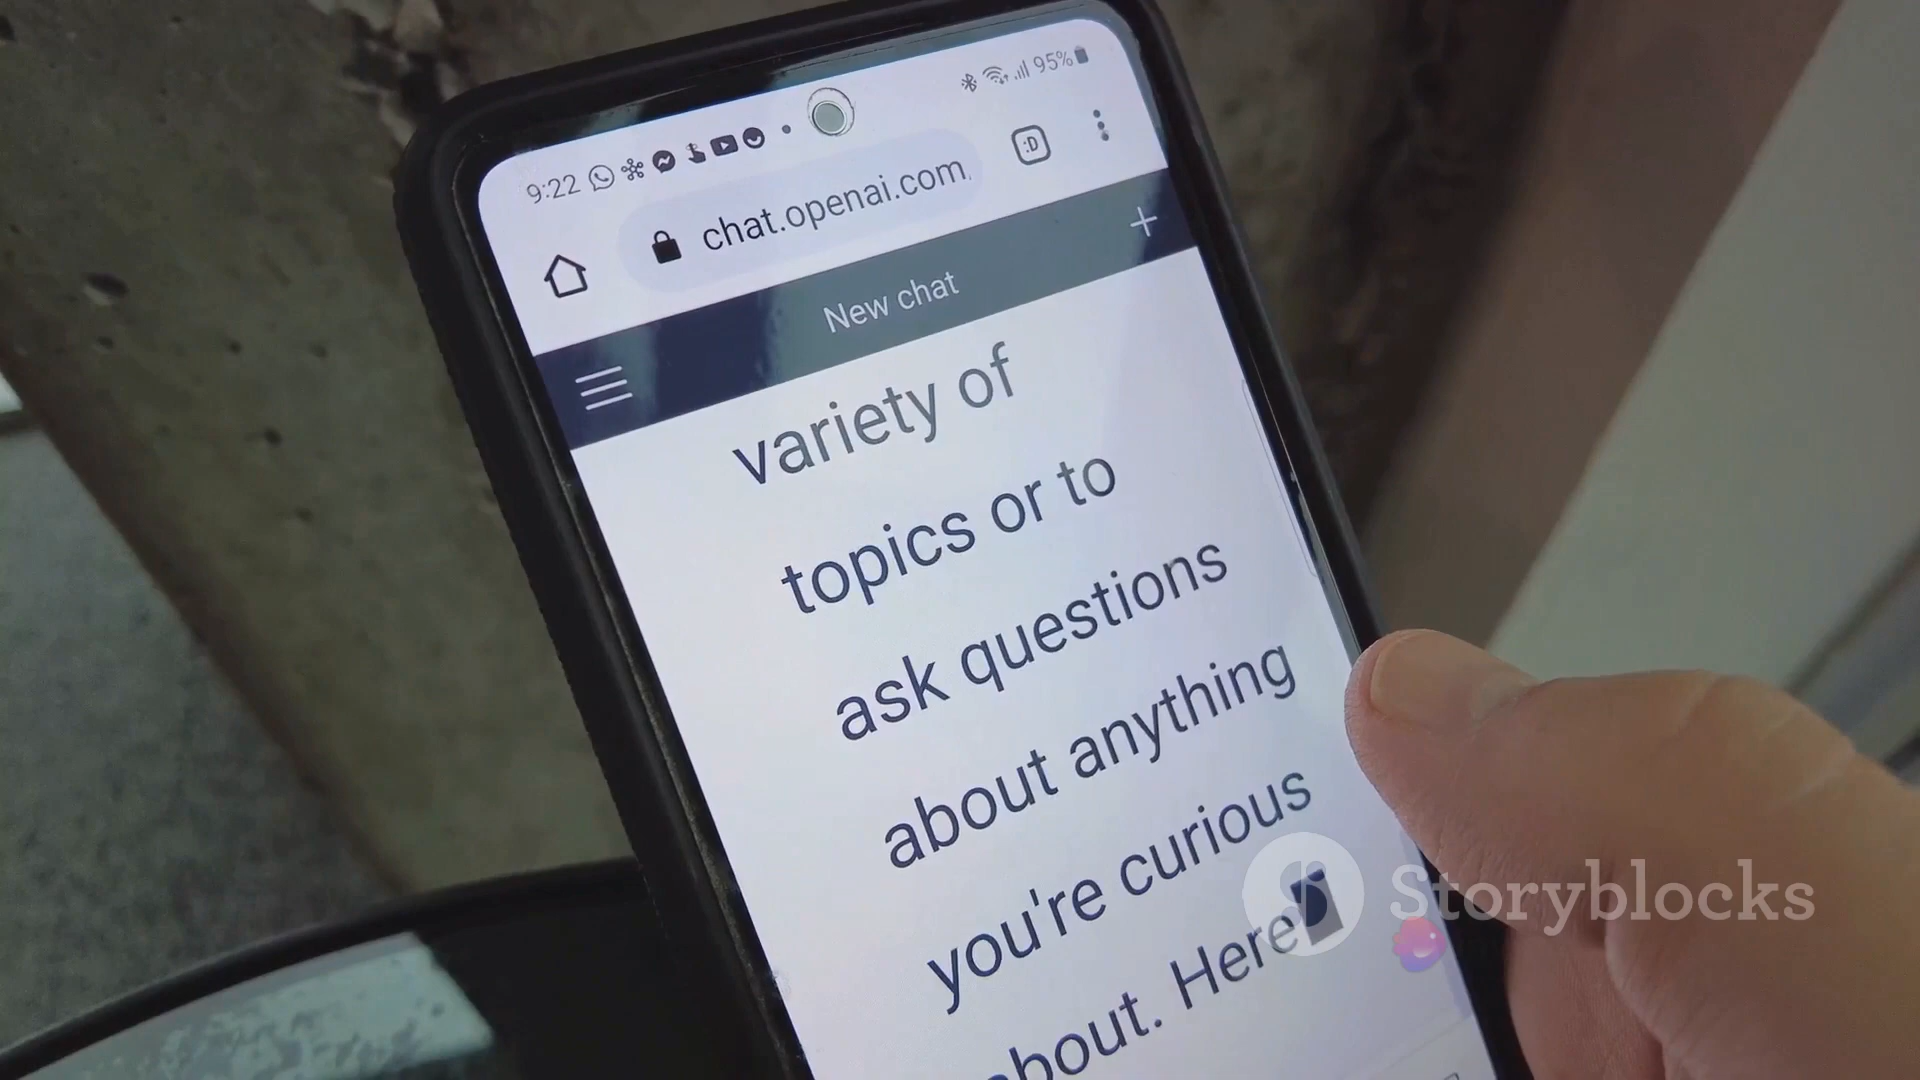 9:22
95%
chat.openai.com
:D
New chat
variety of
topics or to
ask questions
about anything
you're curious
about. Here
Storyblocks